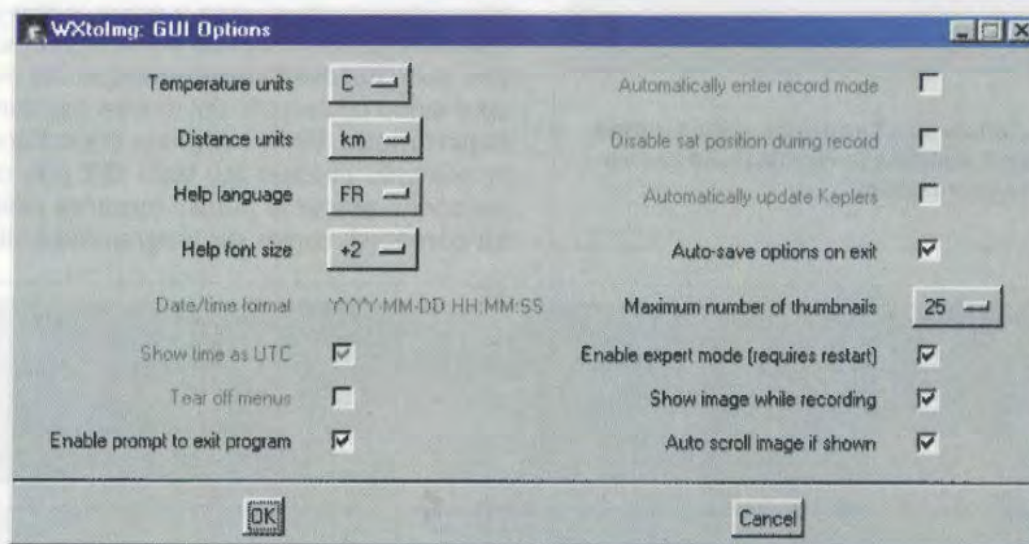 WXtoImg: GUI Options
Temperature units C
Distance units km
Help language FR
Help font size +2
Date/time format YYYY-MM-DD HH:MM:SS
Show time as UTC
Tear off menus
Enable prompt to exit program
Automatically enter record mode
Disable sat position during record
Automatically update Keplers
Auto-save options on exit
Maximum number of thumbnails 25
Enable expert mode (requires restart)
Show image while recording
Auto scroll image if shown
OK
Cancel